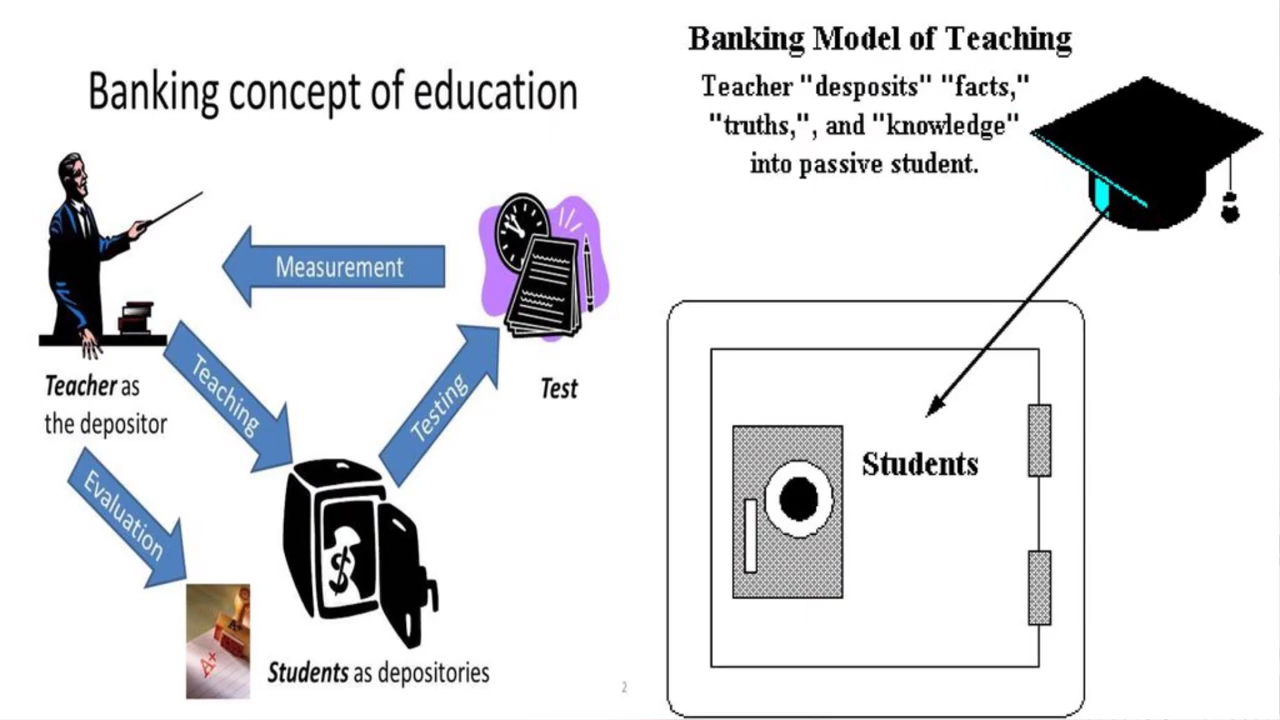 Banking concept of education
Measurement
Teaching
Testing
Teacher as
the depositor
Test
Evaluation
A+
Students as depositories
2
Banking Model of Teaching
Teacher "desposits" "facts,"
"truths,", and "knowledge"
into passive student.
Students